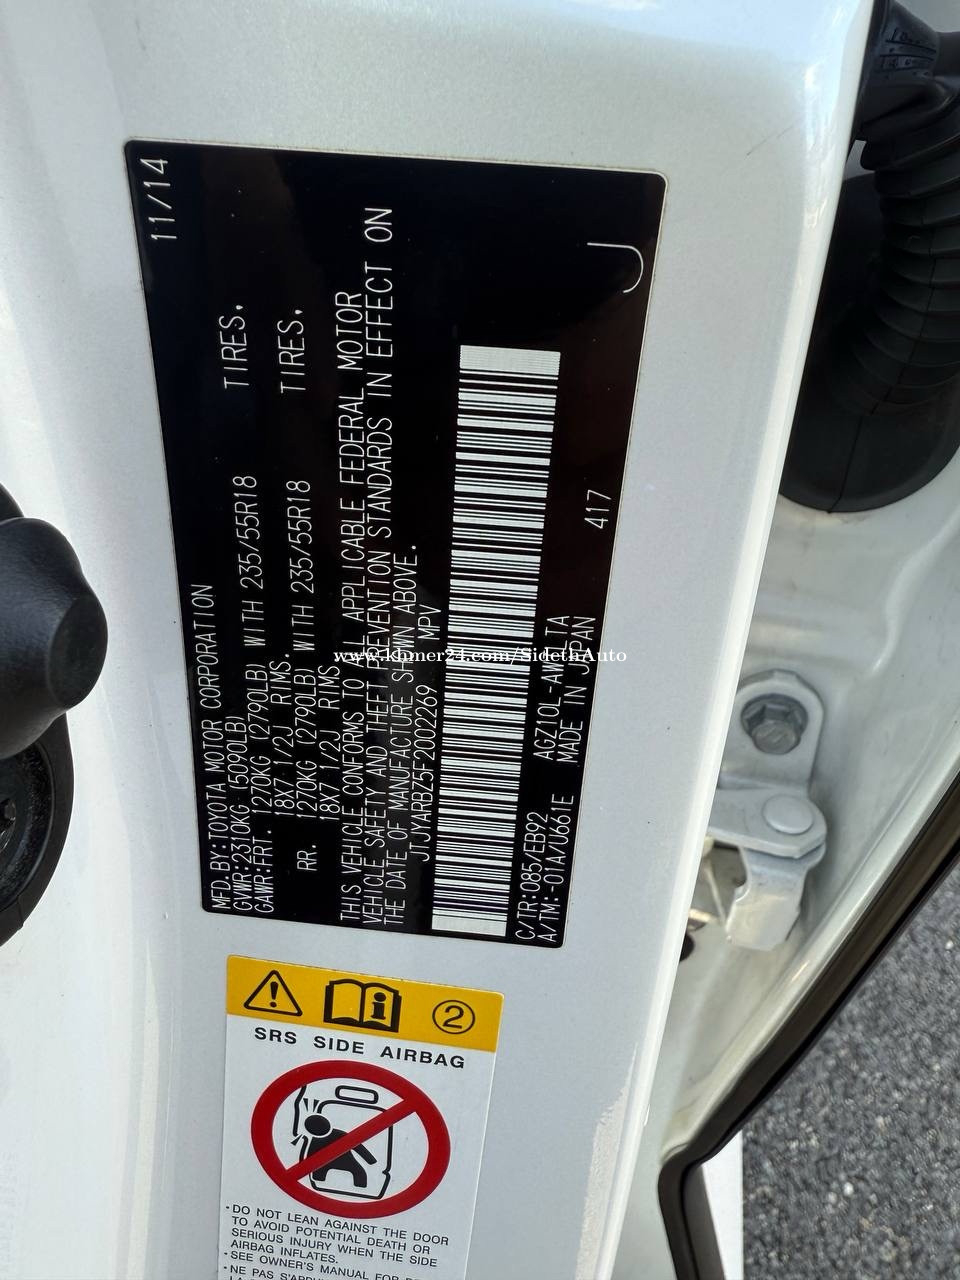 MFD.BY:TOYOTA MOTOR CORPORATION 11/14
GVWR:2310KG (5090LB)
GAWR:FRT. 1270KG (2790LB) WITH 235/55R18 TIRES,
18X7 1/2J RIMS.
RR. 1270KG (2790LB) WITH 235/55R18 TIRES,
18X7 1/2J RIMS
THIS VEHICLE CONFORMS TO ALL APPLICABLE FEDERAL MOTOR
VEHICLE SAFETY AND THEFT PREVENTION STANDARDS IN EFFECT ON
THE DATE OF MANUFACTURE SHOWN ABOVE.
JTJYARBZ5F2002269 MPV
C/TR:085/EB92 AGZ10L-AWLTA
A/TM:-01A/U661E MADE IN JAPAN 417 J
www.khmer24.com/SidethAuto
2
SRS SIDE AIRBAG
·DO NOT LEAN AGAINST THE DOOR
TO AVOID POTENTIAL DEATH OR
SERIOUS INJURY WHEN THE SIDE
AIRBAG INFLATES.
·SEE OWNER'S MANUAL FOR
·NE PAS